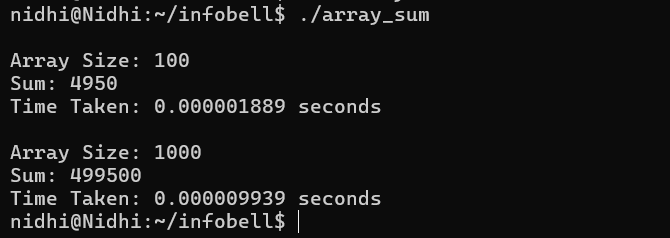 nidhi@Nidhi:~/infobell$ ./array_sum
Array Size: 100
Sum: 4950
Time Taken: 0.000001889 seconds
Array Size: 1000
Sum: 499500
Time Taken: 0.000009939 seconds
nidhi@Nidhi:~/infobell$